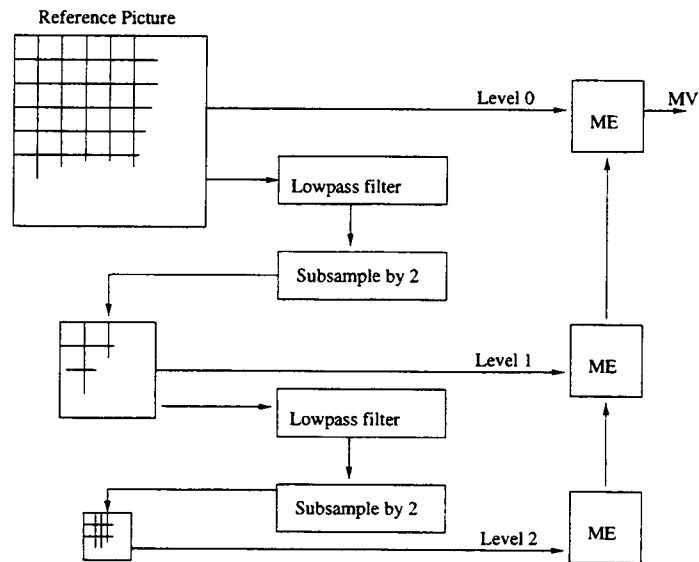 Reference Picture
Level 0
ME
MV
Lowpass filter
Subsample by 2
Level 1
ME
Lowpass filter
Subsample by 2
Level 2
ME